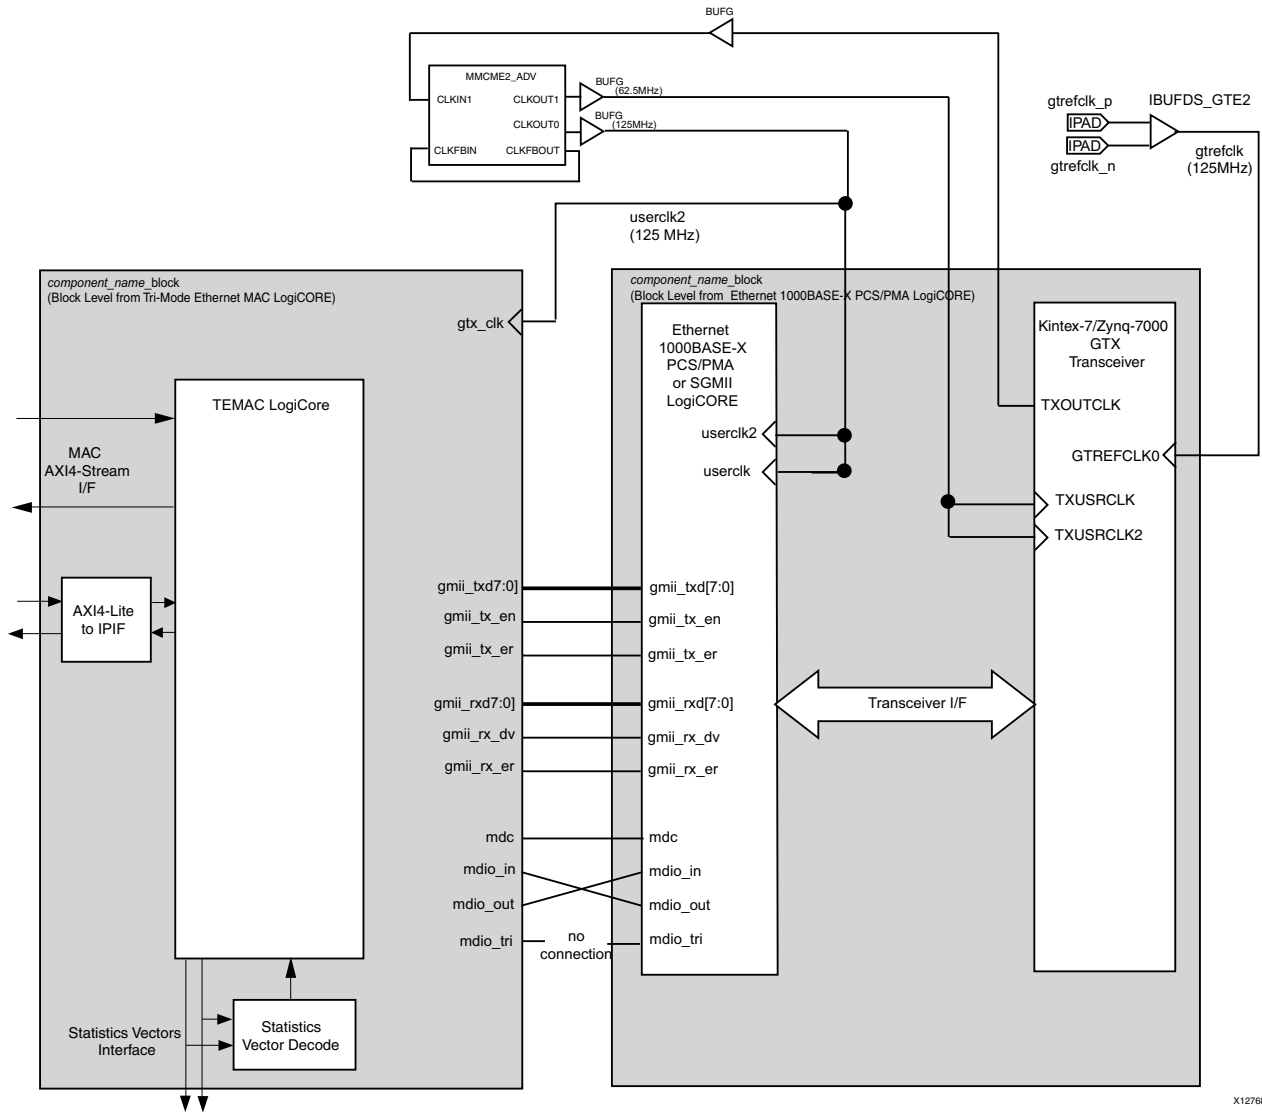 BUFG
MMCME2_ADV
CLKIN1
CLKOUT1
CLKOUT0
CLKFBIN
CLKFBOUT
BUFG
(62.5MHz)
BUFG
(125MHz)
gtrefclk_p
IBUFDS_GTE2
IPAD
IPAD
gtrefclk_n
gtrefclk
(125MHz)
userclk2
(125 MHz)
component_name_block
(Block Level from Tri-Mode Ethernet MAC LogiCORE)
gtx_clk
TEMAC LogiCore
MAC
AXI4-Stream
I/F
AXI4-Lite
to IPIF
gmii_txd7:0]
gmii_tx_en
gmii_tx_er
gmii_rxd7:0]
gmii_rx_dv
gmii_rx_er
mdc
mdio_in
mdio_out
mdio_tri
no
connection
Statistics Vectors
Interface
Statistics
Vector Decode
component_name_block
(Block Level from Ethernet 1000BASE-X PCS/PMA LogiCORE)
Ethernet
1000BASE-X
PCS/PMA
or SGMII
LogiCORE
userclk2
userclk
gmii_txd[7:0]
gmii_tx_en
gmii_tx_er
gmii_rxd[7:0]
gmii_rx_dv
gmii_rx_er
mdc
mdio_in
mdio_out
mdio_tri
Transceiver I/F
Kintex-7/Zynq-7000
GTX
Transceiver
TXOUTCLK
GTREFCLK0
TXUSRCLK
TXUSRCLK2